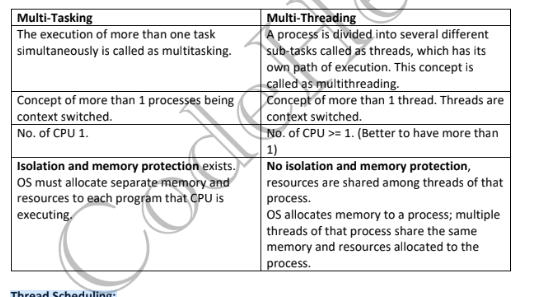 Multi-Tasking
Multi-Threading
The execution of more than one task
simultaneously is called as multitasking.
A process is divided into several different
sub-tasks called as threads, which has its
own path of execution. This concept is
called as multithreading.
Concept of more than 1 processes being
context switched.
Concept of more than 1 thread. Threads are
context switched.
No. of CPU 1.
No. of CPU >= 1. (Better to have more than
1)
Isolation and memory protection exists.
OS must allocate separate memory and
resources to each program that CPU is
executing.
No isolation and memory protection,
resources are shared among threads of that
process.
OS allocates memory to a process; multiple
threads of that process share the same
memory and resources allocated to the
process.
Thread Scheduling:
CodeHe